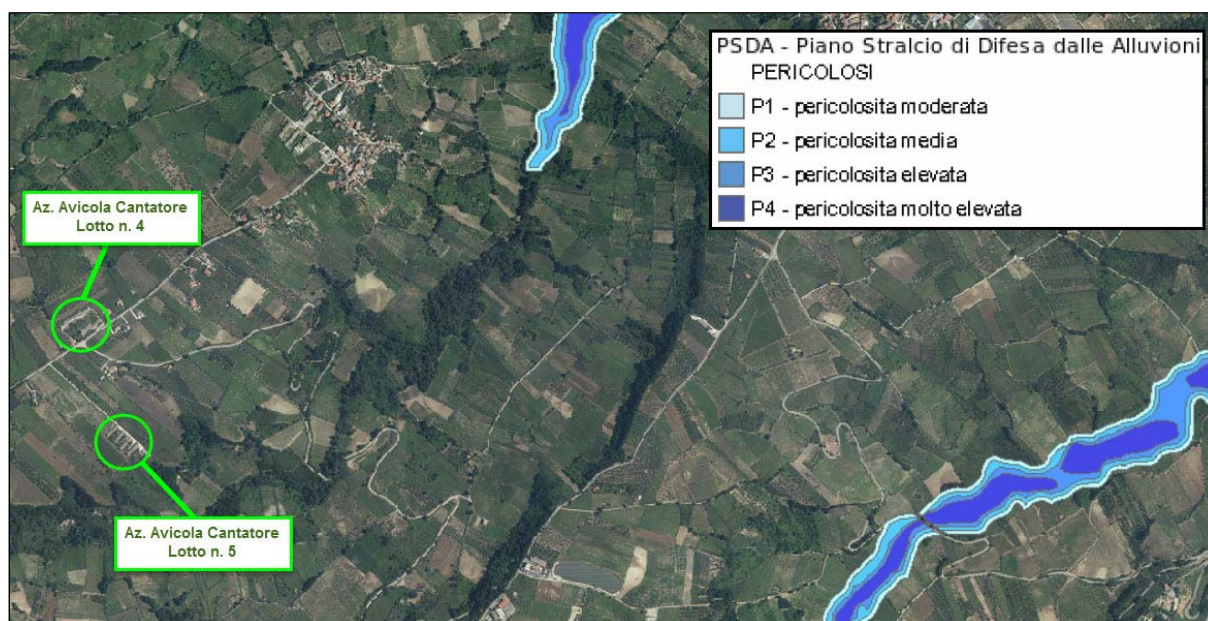 PSDA - Piano Stralcio di Difesa dalle Alluvioni
PERICOLOSI
P1 - pericolosita moderata
P2 - pericolosita media
P3 - pericolosita elevata
P4 - pericolosita molto elevata
Az. Avicola Cantatore
Lotto n. 4
Az. Avicola Cantatore
Lotto n. 5